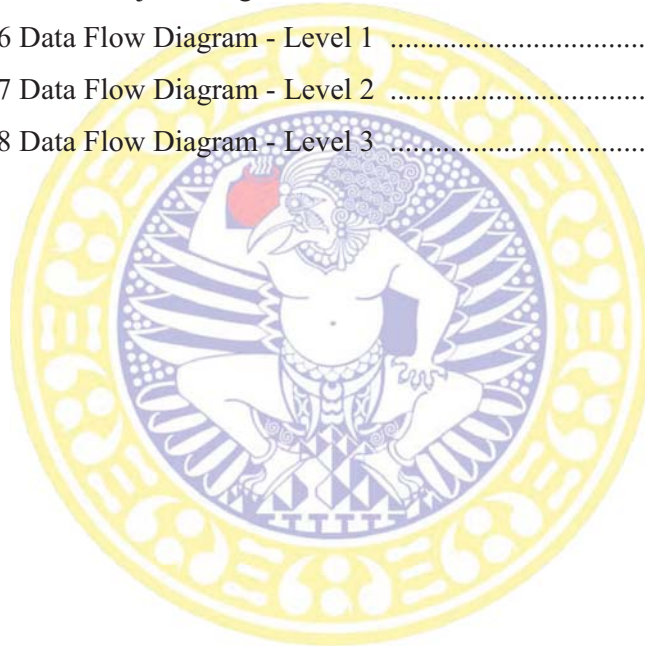 6 Data Flow Diagram - Level 1 ..................................
7 Data Flow Diagram - Level 2 ..................................
8 Data Flow Diagram - Level 3 ..................................